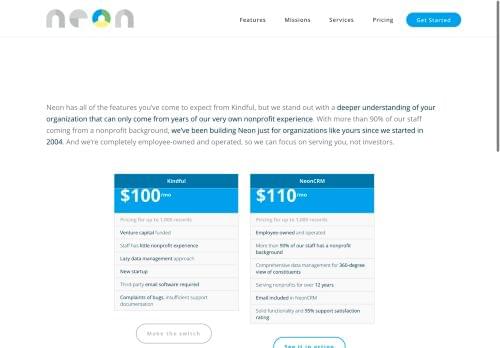 neon
Features Missions Services Pricing Get Started
Neon has all of the features you've come to expect from Kindful, but we stand out with a deeper understanding of your
organization that can only come from years of our very own nonprofit experience. With more than 90% of our staff
coming from a nonprofit background, we've been building Neon just for organizations like yours since we started in
2004. And we're completely employee-owned and operated, so we can focus on serving you, not investors.
Kindful
$100/mo
Pricing for up to 1,000 records
Venture capital funded
Staff has little nonprofit experience
Lazy data management approach
New startup
Third party email software required
Complaints of bugs, insufficient support
documentation
Make the switch
NeonCRM
$110/mo
Pricing for up to 1,000 records
Employee-owned and operated
More than 90% of our staff has a nonprofit
background
Comprehensive data management for 360-degree
view of constituents
Serving nonprofits for over 12 years
Email included in NeonCRM
Solid functionality and 95% support satisfaction
rating
See it in action